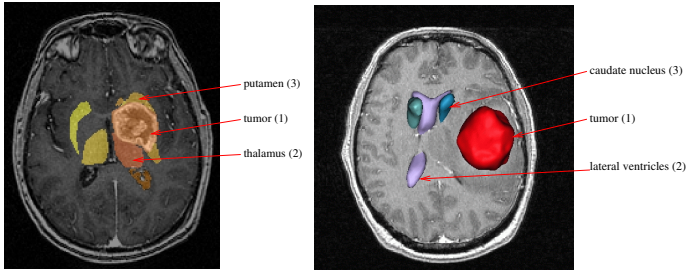 putamen (3)
tumor (1)
thalamus (2)
caudate nucleus (3)
tumor (1)
lateral ventricles (2)